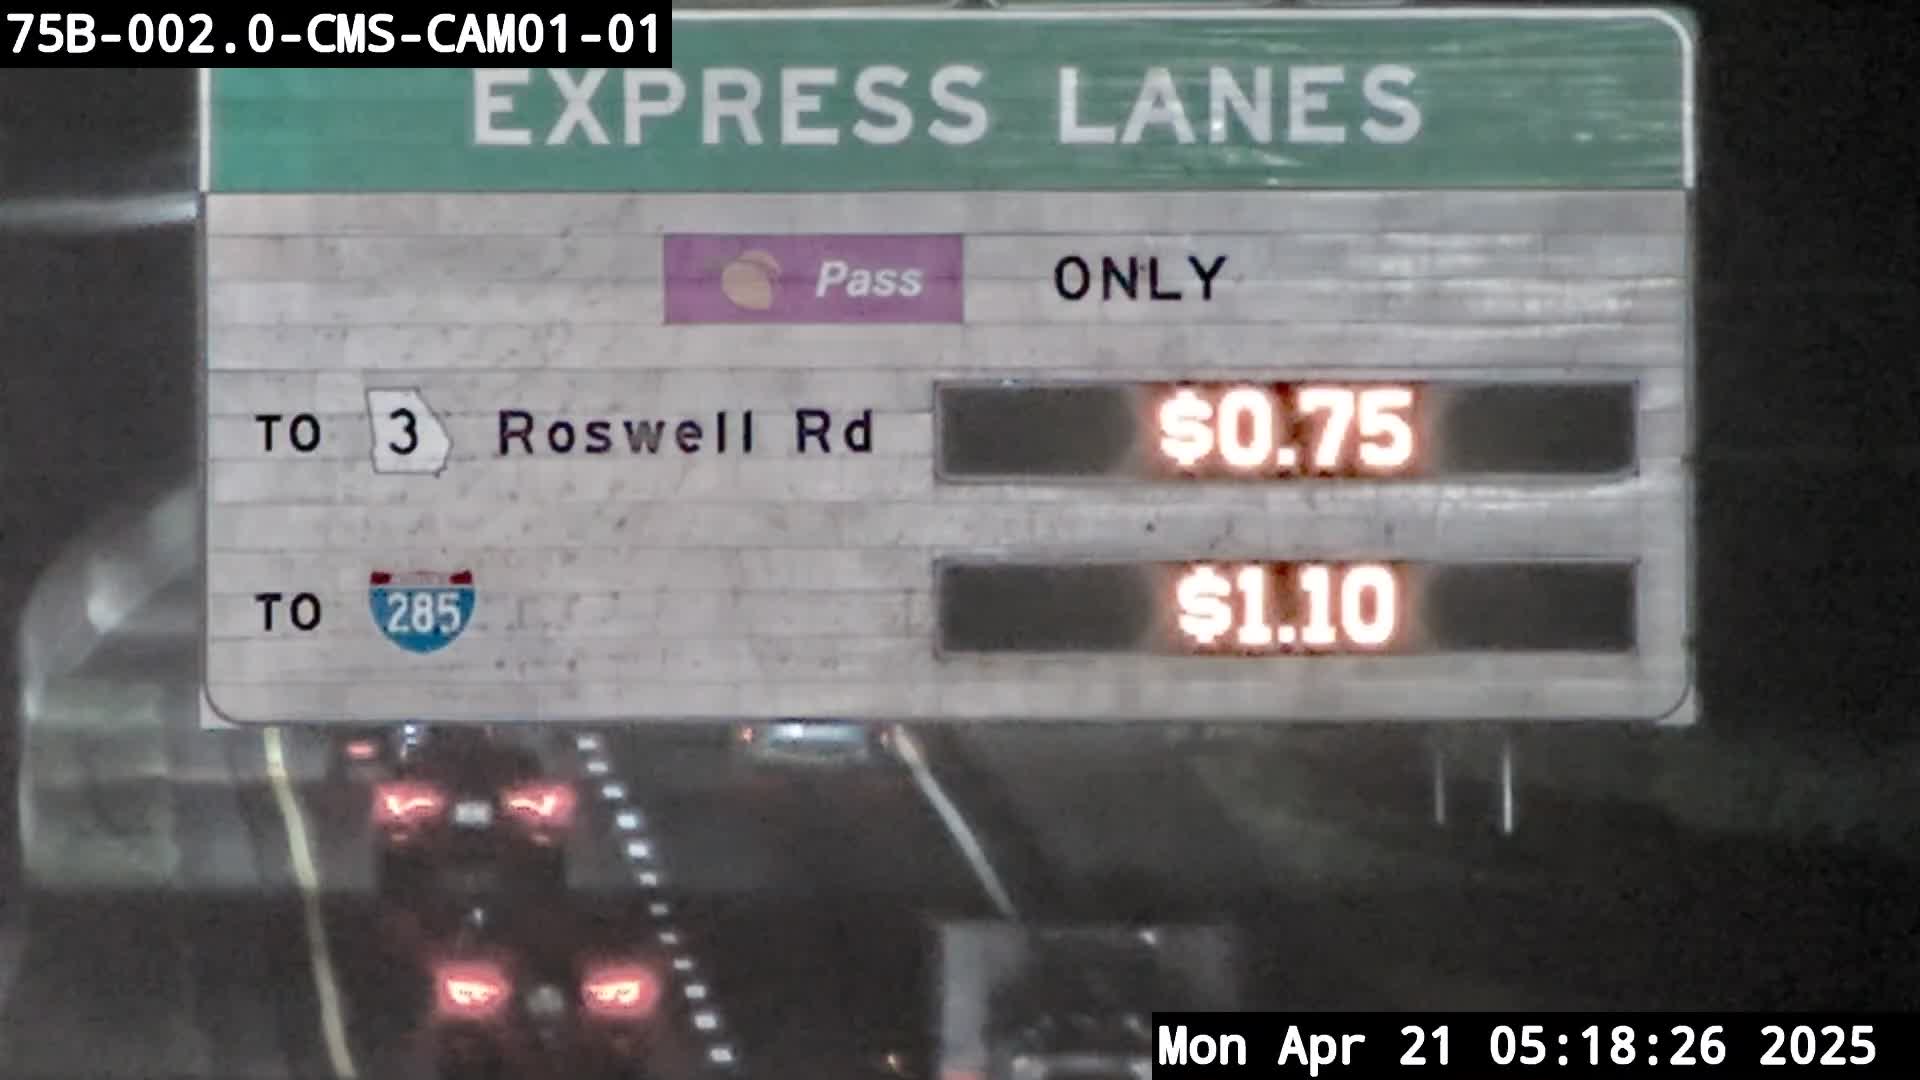 75B-002.0-CMS-CAM01-01
EXPRESS LANES
Pass ONLY
TO 3 Roswell Rd $0.75
TO 285 $1.10
Mon Apr 21 05:18:26 2025